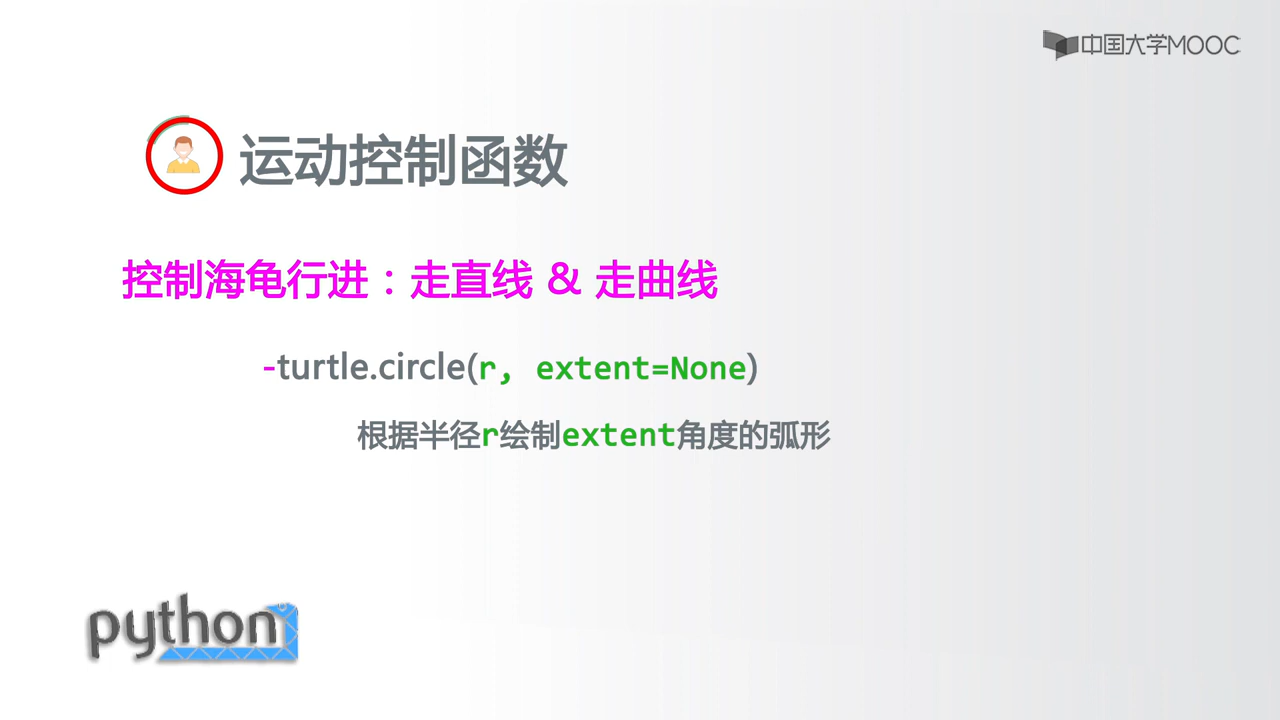 中国大学MOOC
运动控制函数
控制海龟行进：走直线 & 走曲线
-turtle.circle(r, extent=None)
根据半径r绘制extent角度的弧形
python